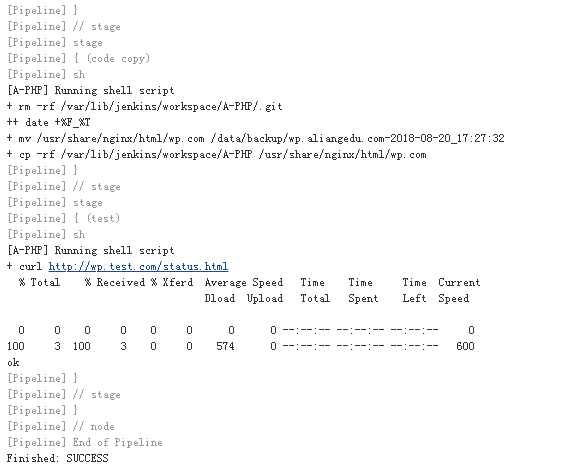 [Pipeline] }
[Pipeline] // stage
[Pipeline] stage
[Pipeline] { (code copy)
[Pipeline] sh
[A-PHP] Running shell script
+ rm -rf /var/lib/jenkins/workspace/A-PHP/.git
++ date +%F_%T
+ mv /usr/share/nginx/html/wp.com /data/backup/wp.aliangedu.com-2018-08-20_17:27:32
+ cp -rf /var/lib/jenkins/workspace/A-PHP /usr/share/nginx/html/wp.com
[Pipeline] }
[Pipeline] // stage
[Pipeline] stage
[Pipeline] { (test)
[Pipeline] sh
[A-PHP] Running shell script
+ curl http://wp.test.com/status.html
% Total % Received % Xferd Average Speed Time Time Time Current
Dload Upload Total Spent Left Speed
0 0 0 0 0 0 0 0 --:--:-- --:--:-- --:--:-- 0
100 3 100 3 0 0 574 0 --:--:-- --:--:-- --:--:-- 600
ok
[Pipeline] }
[Pipeline] // stage
[Pipeline] }
[Pipeline] // node
[Pipeline] End of Pipeline
Finished: SUCCESS